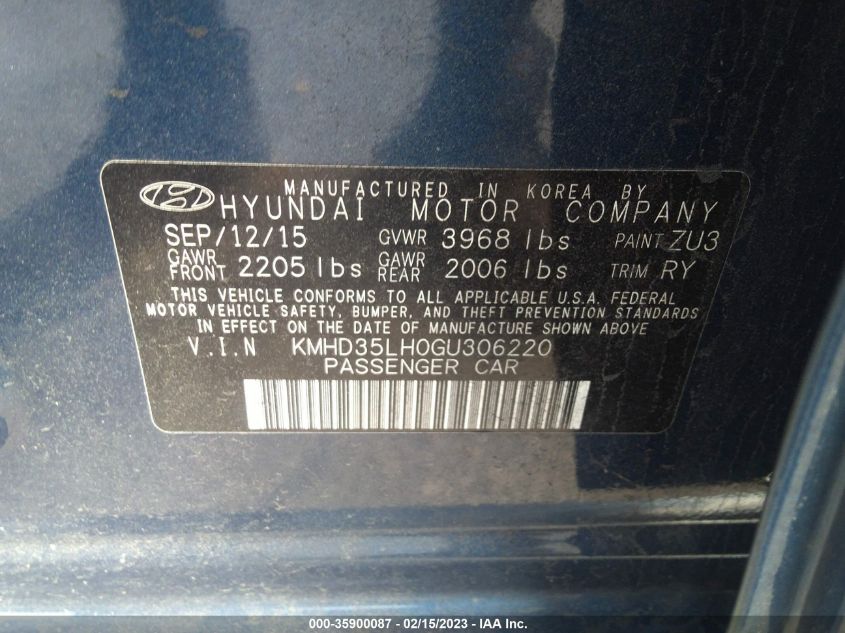 MANUFACTURED IN KOREA BY
HYUNDAI MOTOR COMPANY
SEP/12/15 GVWR 3968 lbs PAINT ZU3
GAWR FRONT 2205 lbs GAWR REAR 2006 lbs TRIM RY
THIS VEHICLE CONFORMS TO ALL APPLICABLE U.S.A. FEDERAL
MOTOR VEHICLE SAFETY, BUMPER, AND THEFT PREVENTION STANDARDS
IN EFFECT ON THE DATE OF MANUFACTURE SHOWN ABOVE
V.I.N KMHD35LH0GU306220
PASSENGER CAR
000-35900087 - 02/15/2023 - IAA Inc.